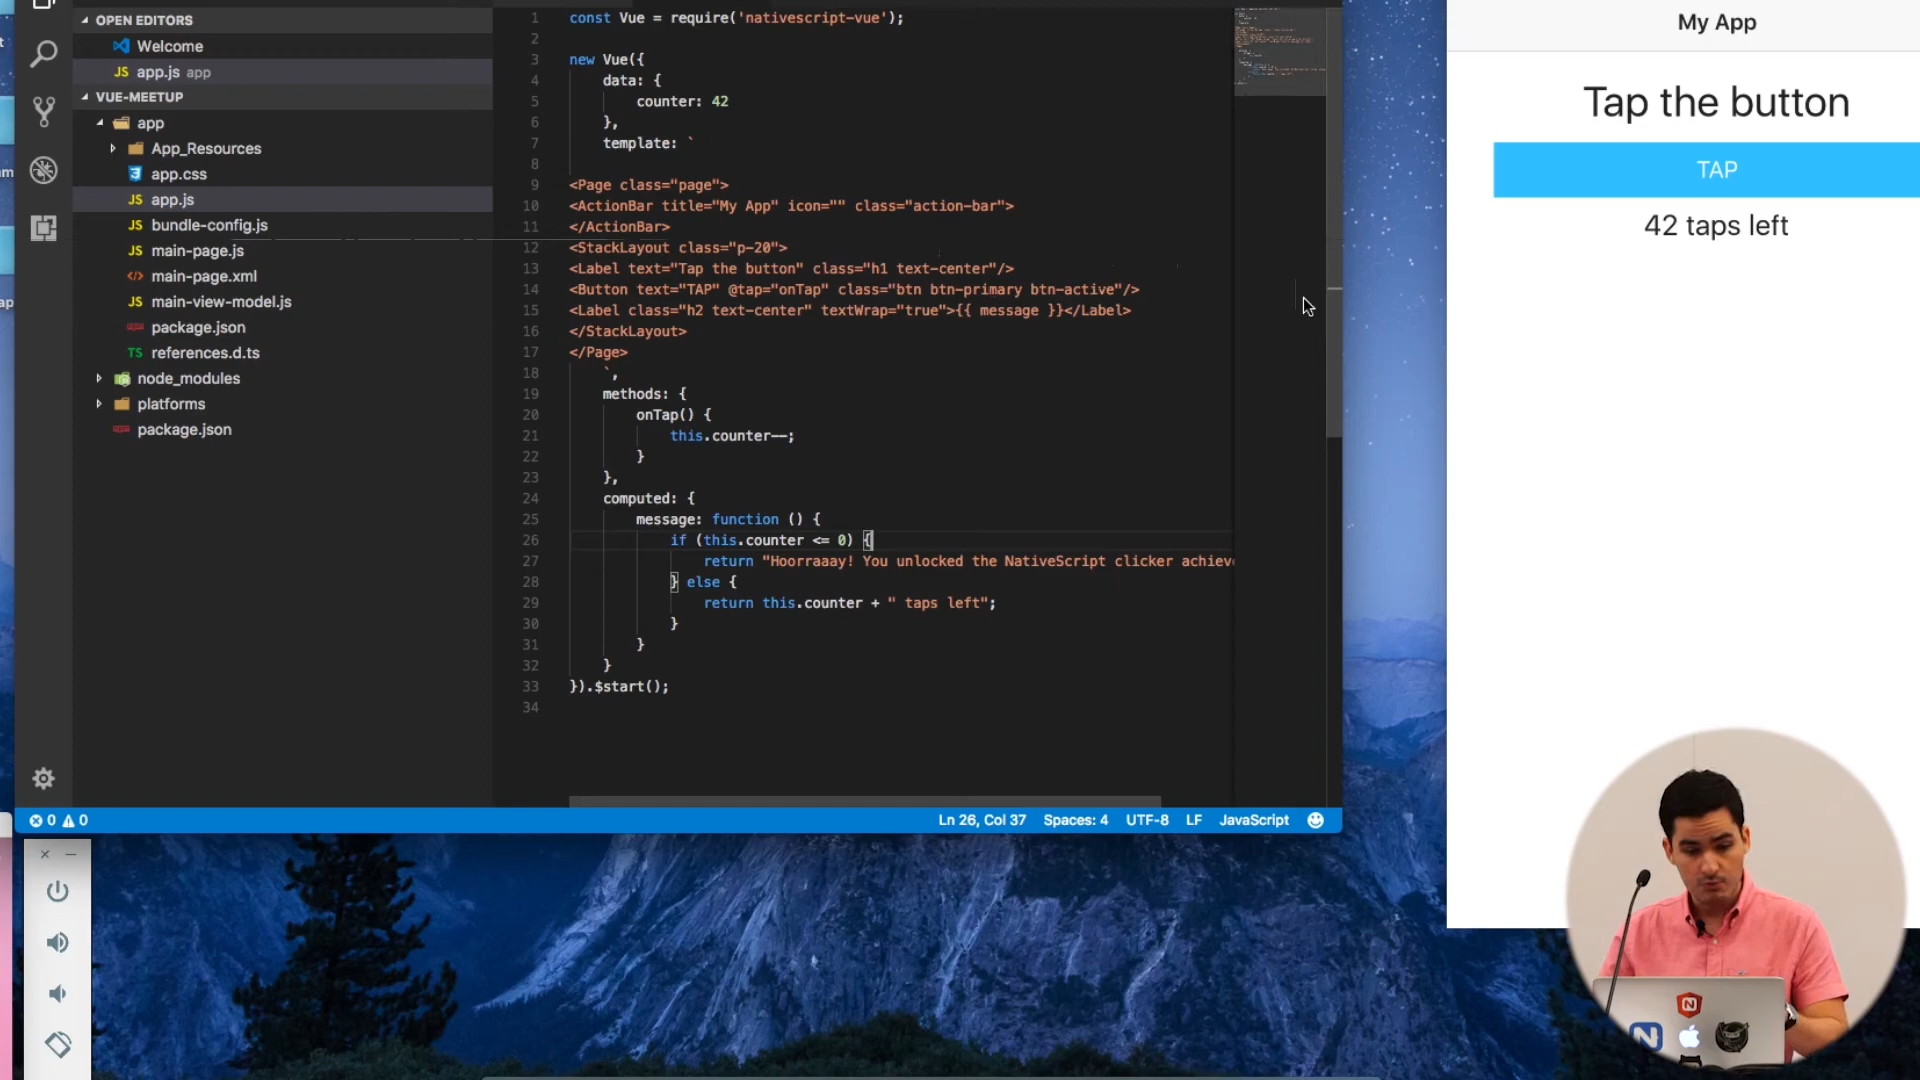 OPEN EDITORS
Welcome
JS app.js app
VUE-MEETUP
app
App_Resources
app.css
JS app.js
JS bundle-config.js
JS main-page.js
<> main-page.xml
JS main-view-model.js
package.json
TS references.d.ts
node_modules
platforms
package.json
1 const Vue = require('nativescript-vue');
2
3 new Vue({
4 data: {
5 counter: 42
6 },
7 template: `
8
9 <Page class="page">
10 <ActionBar title="My App" icon="" class="action-bar">
11 </ActionBar>
12 <StackLayout class="p-20">
13 <Label text="Tap the button" class="h1 text-center"/>
14 <Button text="TAP" @tap="onTap" class="btn btn-primary btn-active"/>
15 <Label class="h2 text-center" textWrap="true">{{ message }}</Label>
16 </StackLayout>
17 </Page>
18 `,
19 methods: {
20 onTap() {
21 this.counter--;
22 }
23 },
24 computed: {
25 message: function () {
26 if (this.counter <= 0) {
27 return "Hoorraaay! You unlocked the NativeScript clicker achiev
28 } else {
29 return this.counter + " taps left";
30 }
31 }
32 }
33 }).$start();
34
0 0
Ln 26, Col 37 Spaces: 4 UTF-8 LF JavaScript
My App
Tap the button
TAP
42 taps left
N
N